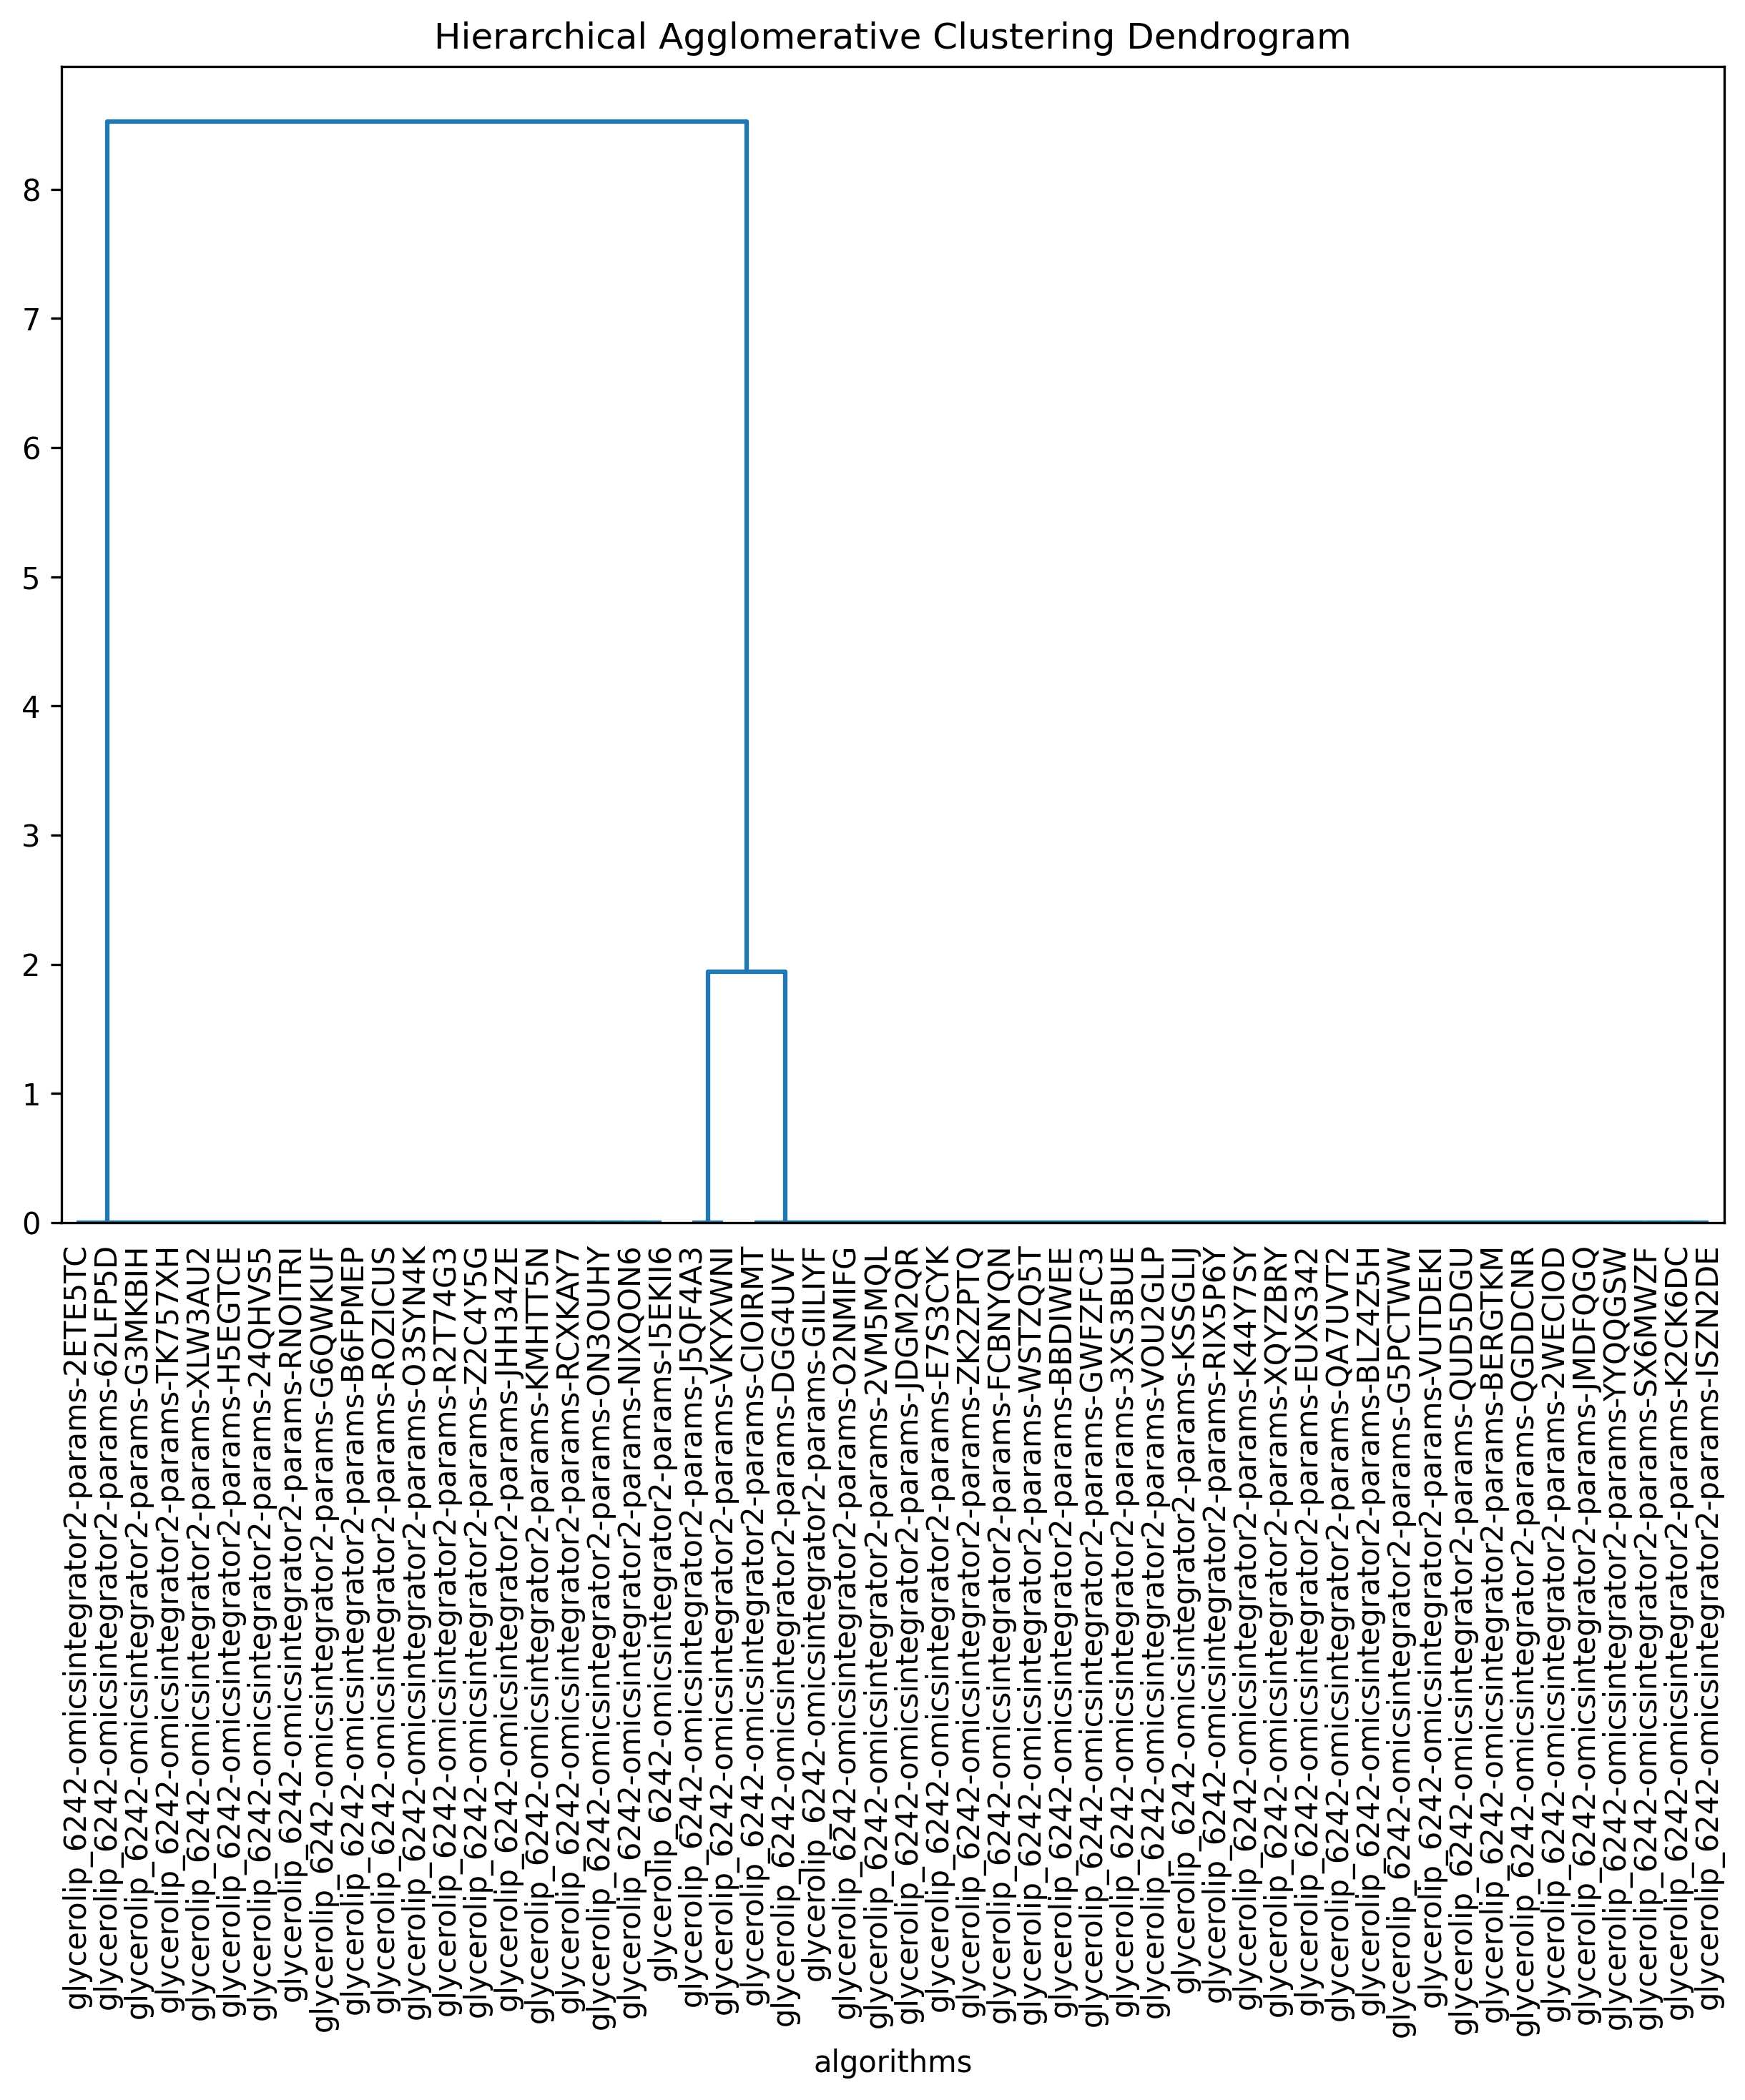 Hierarchical Agglomerative Clustering Dendrogram
8
7
6
5
4
3
2
1
0
glycerolip_6242-omicsintegrator2-params-2ETE5TC
glycerolip_6242-omicsintegrator2-params-62LFP5D
glycerolip_6242-omicsintegrator2-params-G3MKBIH
glycerolip_6242-omicsintegrator2-params-TK757XH
glycerolip_6242-omicsintegrator2-params-XLW3AU2
glycerolip_6242-omicsintegrator2-params-H5EGTCE
glycerolip_6242-omicsintegrator2-params-24QHVS5
glycerolip_6242-omicsintegrator2-params-RNOITRI
glycerolip_6242-omicsintegrator2-params-G6QWKUF
glycerolip_6242-omicsintegrator2-params-B6FPMEP
glycerolip_6242-omicsintegrator2-params-ROZICUS
glycerolip_6242-omicsintegrator2-params-O3SYN4K
glycerolip_6242-omicsintegrator2-params-R2T74G3
glycerolip_6242-omicsintegrator2-params-Z2C4Y5G
glycerolip_6242-omicsintegrator2-params-JHH34ZE
glycerolip_6242-omicsintegrator2-params-KMHTT5N
glycerolip_6242-omicsintegrator2-params-RCXKAY7
glycerolip_6242-omicsintegrator2-params-ON3OUHY
glycerolip_6242-omicsintegrator2-params-NIXQON6
glycerolip_6242-omicsintegrator2-params-I5EKII6
glycerolip_6242-omicsintegrator2-params-J5QF4A3
glycerolip_6242-omicsintegrator2-params-VKYXWNI
glycerolip_6242-omicsintegrator2-params-CIOIRMT
glycerolip_6242-omicsintegrator2-params-DGG4UVF
glycerolip_6242-omicsintegrator2-params-GIILIYF
glycerolip_6242-omicsintegrator2-params-O2NMIFG
glycerolip_6242-omicsintegrator2-params-2VM5MQL
glycerolip_6242-omicsintegrator2-params-JDGM2QR
glycerolip_6242-omicsintegrator2-params-E7S3CYK
glycerolip_6242-omicsintegrator2-params-ZK2ZPTQ
glycerolip_6242-omicsintegrator2-params-FCBNYQN
glycerolip_6242-omicsintegrator2-params-WSTZQ5T
glycerolip_6242-omicsintegrator2-params-BBDIWEE
glycerolip_6242-omicsintegrator2-params-GWFZFC3
glycerolip_6242-omicsintegrator2-params-3XS3BUE
glycerolip_6242-omicsintegrator2-params-VOU2GLP
glycerolip_6242-omicsintegrator2-params-KSSGLIJ
glycerolip_6242-omicsintegrator2-params-RIX5P6Y
glycerolip_6242-omicsintegrator2-params-K44Y7SY
glycerolip_6242-omicsintegrator2-params-XQYZBRY
glycerolip_6242-omicsintegrator2-params-EUXS342
glycerolip_6242-omicsintegrator2-params-QA7UVT2
glycerolip_6242-omicsintegrator2-params-BLZ4Z5H
glycerolip_6242-omicsintegrator2-params-G5PCTWW
glycerolip_6242-omicsintegrator2-params-VUTDEKI
glycerolip_6242-omicsintegrator2-params-QUD5DGU
glycerolip_6242-omicsintegrator2-params-BERGTKM
glycerolip_6242-omicsintegrator2-params-QGDDCNR
glycerolip_6242-omicsintegrator2-params-2WECIOD
glycerolip_6242-omicsintegrator2-params-JMDFQGQ
glycerolip_6242-omicsintegrator2-params-YYQQGSW
glycerolip_6242-omicsintegrator2-params-SX6MWZF
glycerolip_6242-omicsintegrator2-params-K2CK6DC
glycerolip_6242-omicsintegrator2-params-ISZN2DE
algorithms